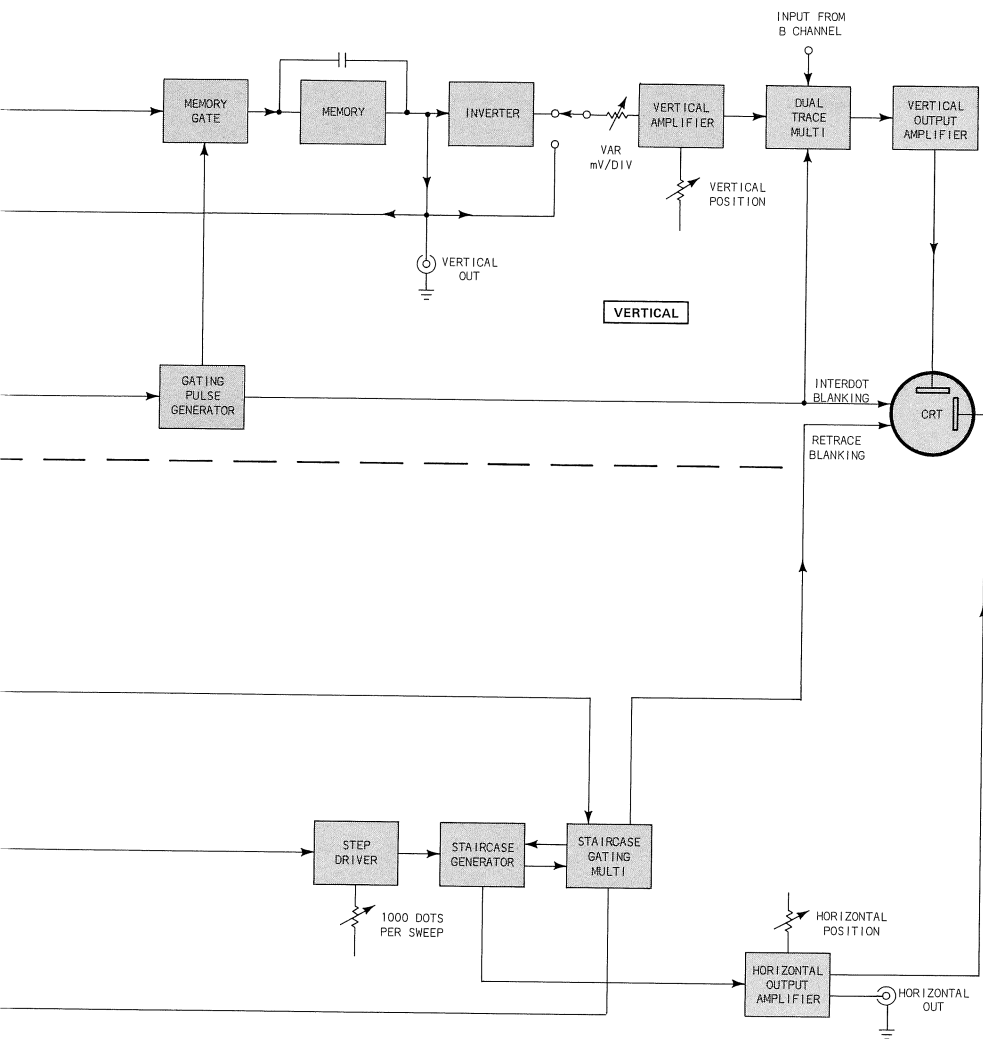 INPUT FROM
B CHANNEL
MEMORY
GATE
MEMORY
INVERTER
VAR
mV/DIV
VERTICAL
AMPLIFIER
DUAL
TRACE
MULTI
VERTICAL
OUTPUT
AMPLIFIER
VERTICAL
POSITION
VERTICAL
OUT
VERTICAL
GATING
PULSE
GENERATOR
INTERDOT
BLANKING
CRT
RETRACE
BLANKING
STEP
DRIVER
STAIRCASE
GENERATOR
STAIRCASE
GATING
MULTI
1000 DOTS
PER SWEEP
HORIZONTAL
POSITION
HORIZONTAL
OUTPUT
AMPLIFIER
HORIZONTAL
OUT